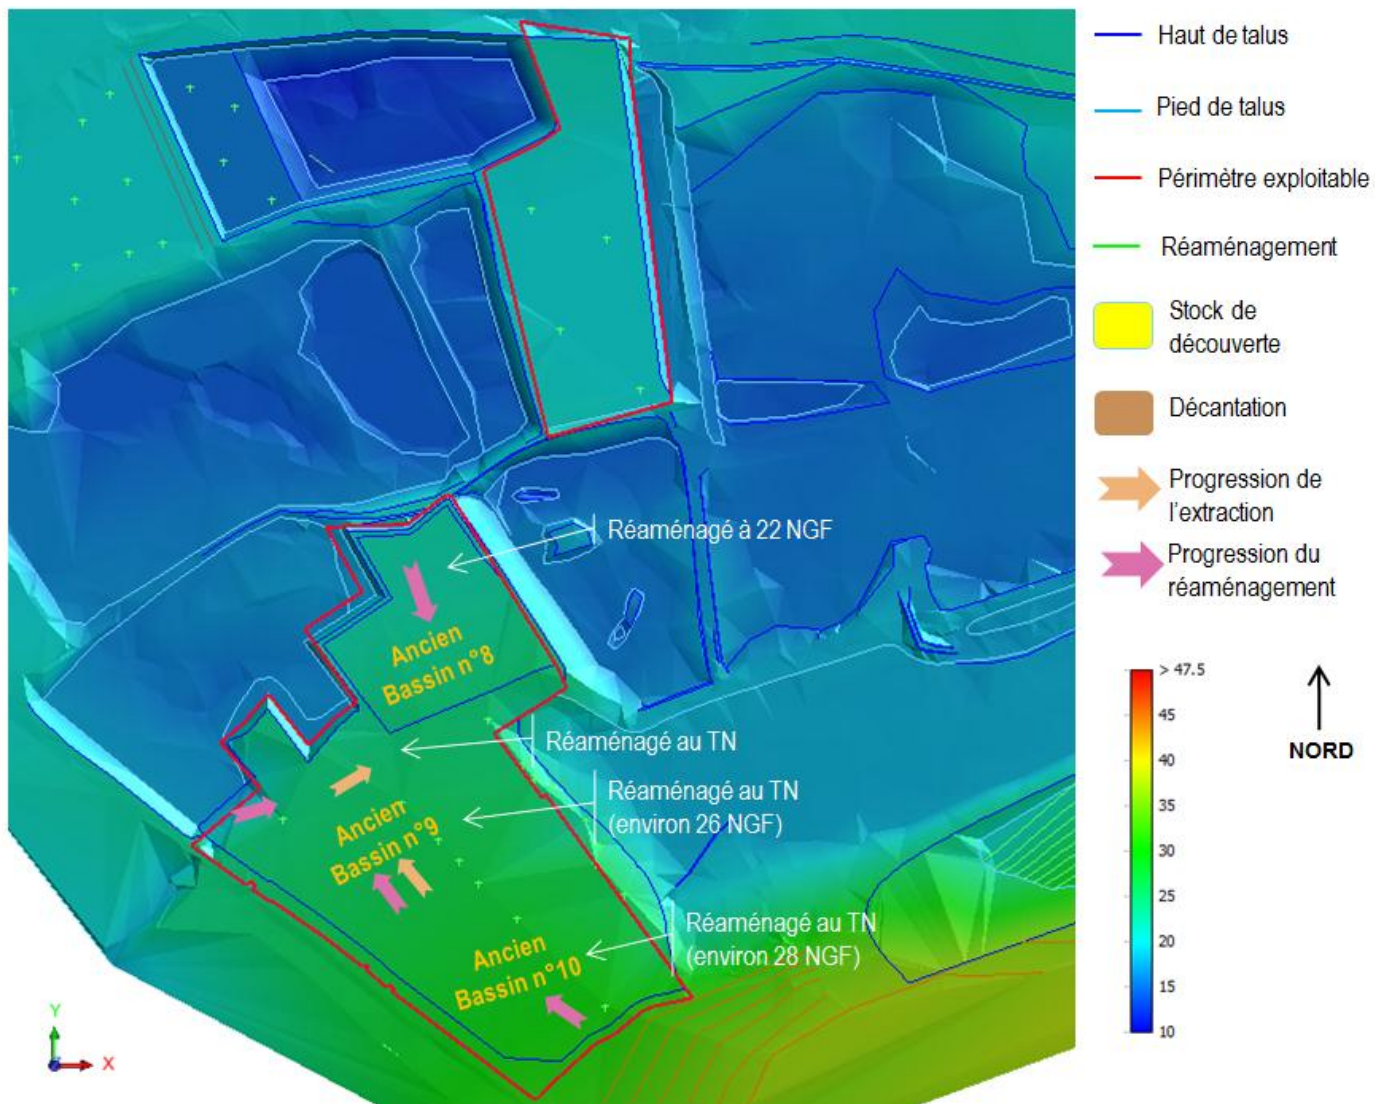 Haut de talus
Pied de talus
Périmètre exploitable
Réaménagement
Stock de
découverte
Décantation
Progression de
l'extraction
Progression du
réaménagement
Réaménagé à 22 NGF
Ancien
Bassin n°8
Réaménagé au TN
Réaménagé au TN
(environ 26 NGF)
Ancien
Bassin n°9
Réaménagé au TN
(environ 28 NGF)
Ancien
Bassin n°10
> 47.5
45
40
35
30
25
20
15
10
NORD
Y
X